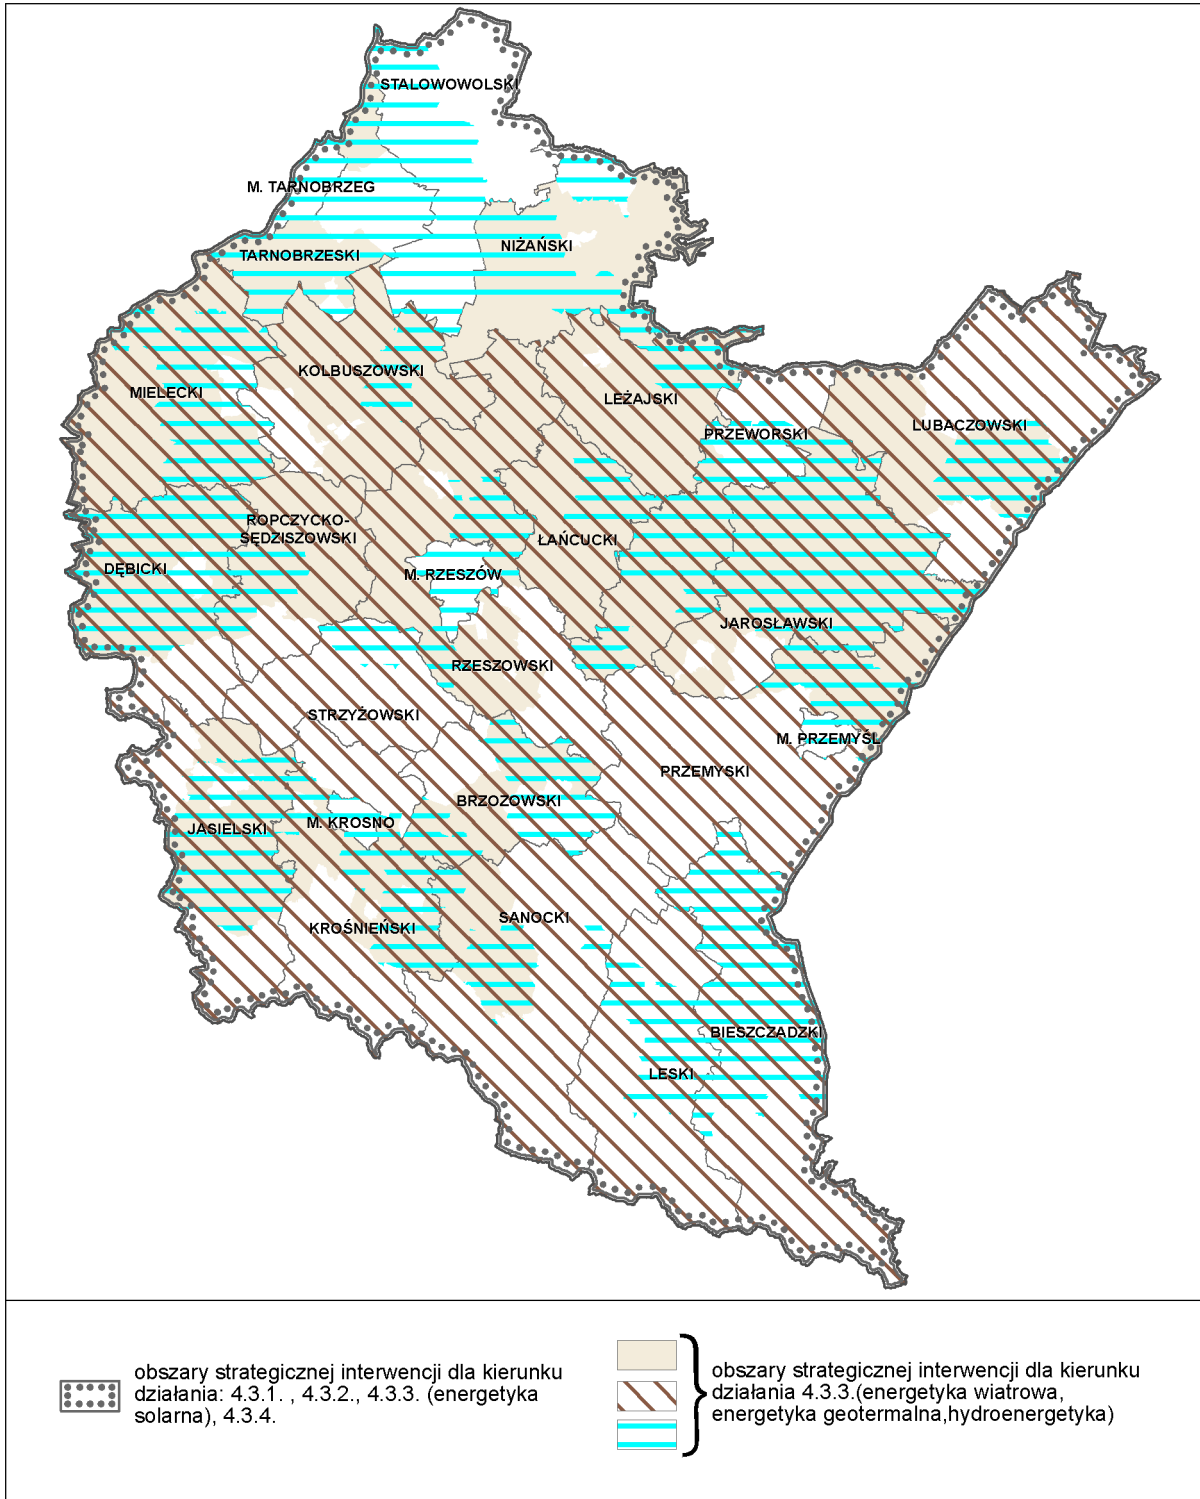 STALOWOWOLSKI
M. TARNOBRZEG
NIŻAŃSKI
TARNOBRZESKI
KOLBUSZOWSKI
MIELECKI
LEŻAJSKI
LUBACZOWSKI
PRZEWORSKI
ROPCZYCKO-
SĘDZISZOWSKI
ŁAŃCUCKI
DĘBICKI
M. RZESZÓW
JAROSŁAWSKI
RZESZOWSKI
STRZYŻOWSKI
M. PRZEMYŚL
PRZEMYSKI
BRZOZOWSKI
M. KROSNO
JASIELSKI
SANOCKI
KROŚNIEŃSKI
BIESZCZADZKI
LESKI
obszary strategicznej interwencji dla kierunku
działania: 4.3.1. , 4.3.2., 4.3.3. (energetyka
solarna), 4.3.4.
obszary strategicznej interwencji dla kierunku
działania 4.3.3.(energetyka wiatrowa,
energetyka geotermalna,hydroenergetyka)